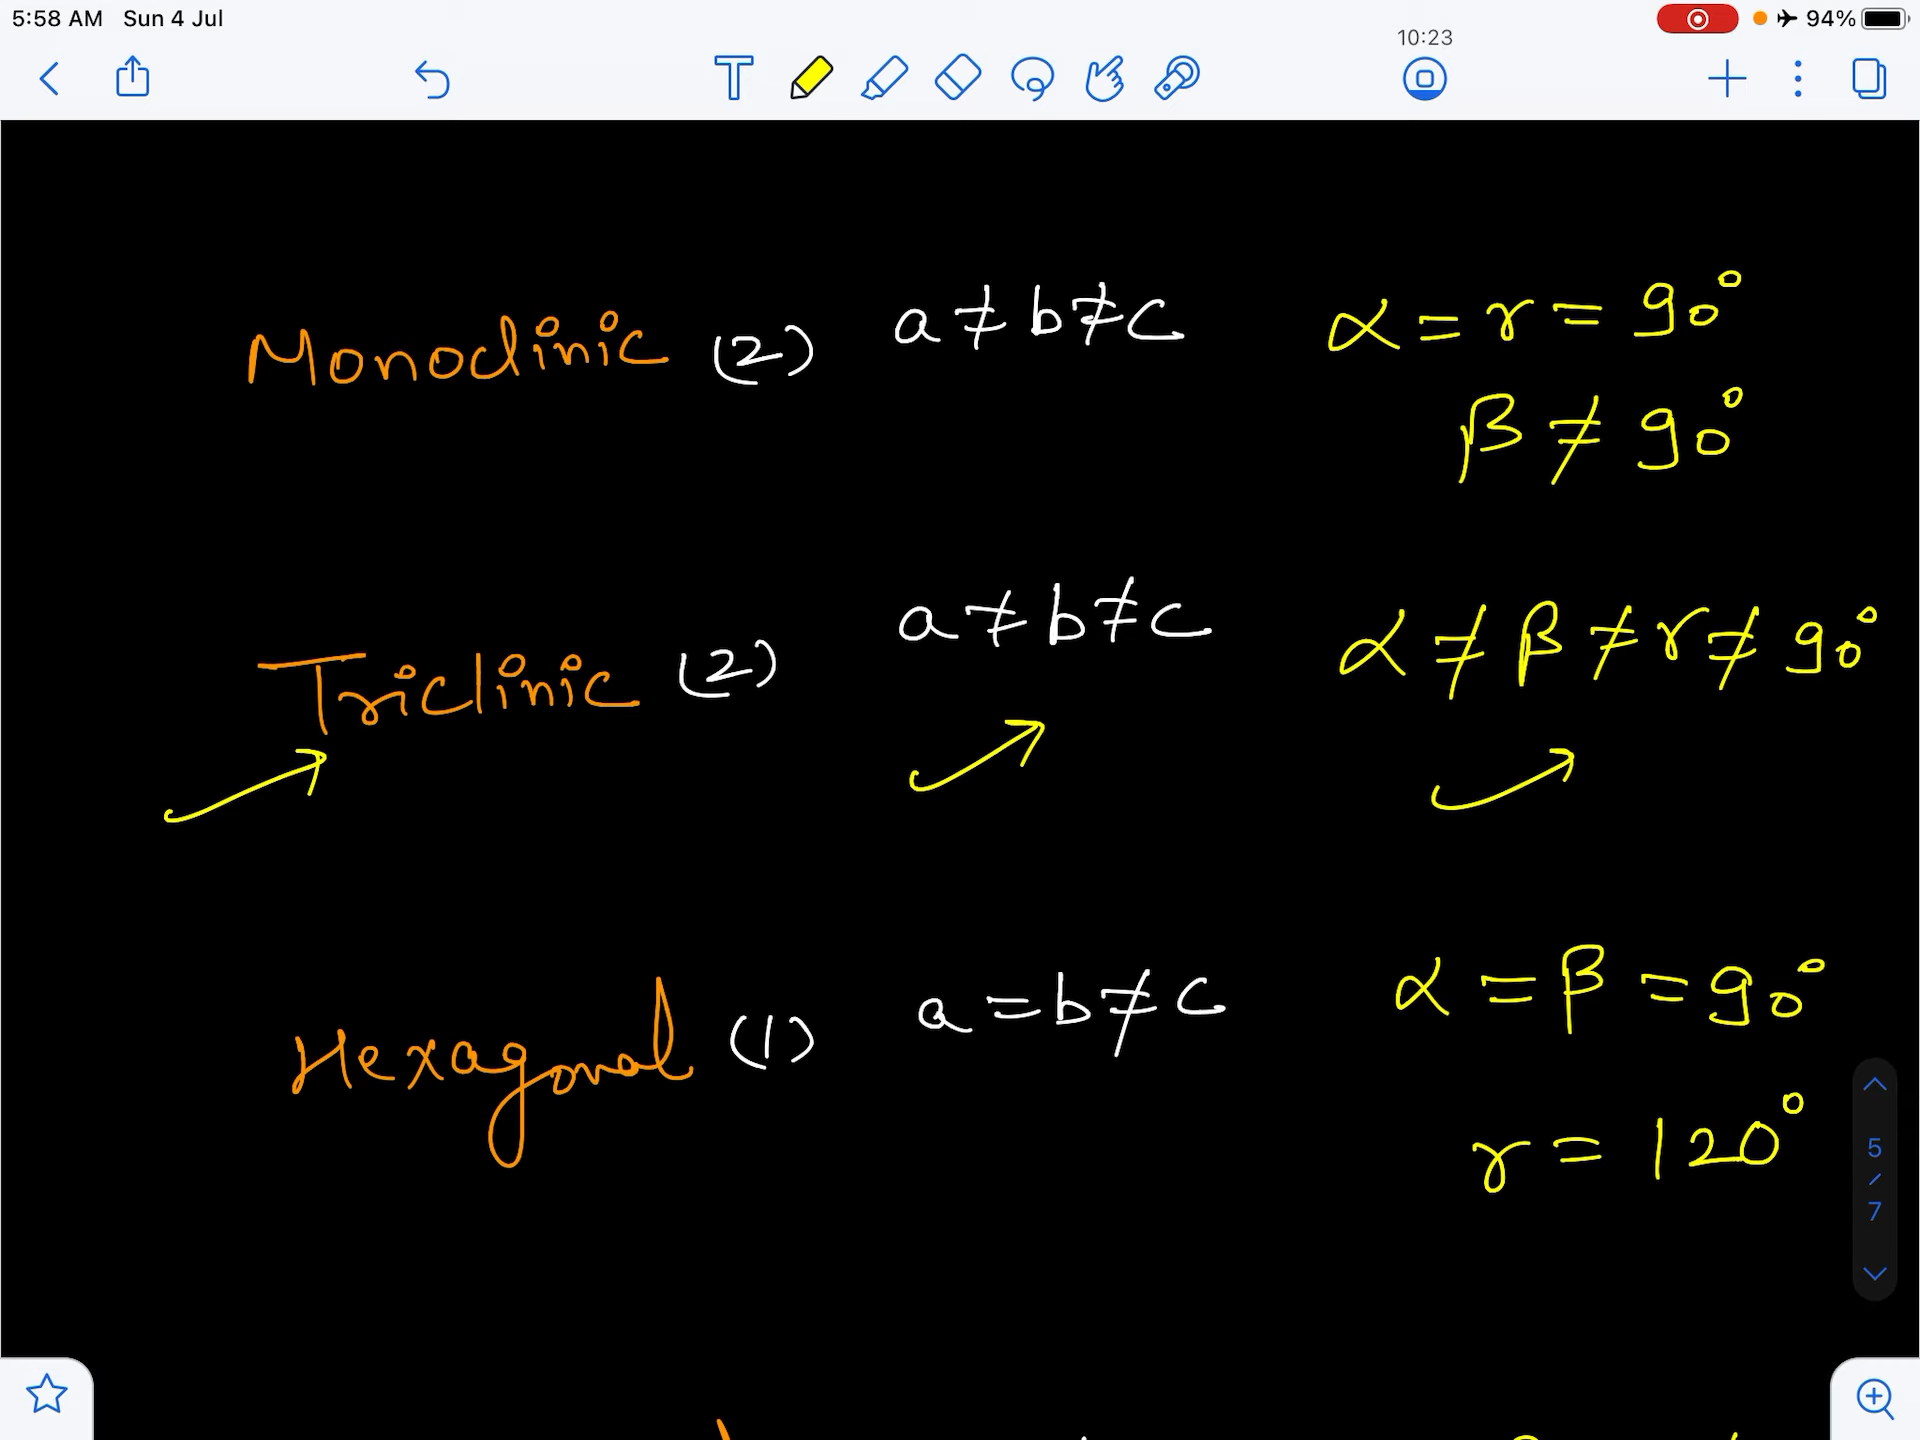 5:58 AM Sun 4 Jul
94%
10:23
T
Monoclinic (2) a ≠ b ≠ c α = γ = 90°
β ≠ 90°
Triclinic (2) a ≠ b ≠ c α ≠ β ≠ γ ≠ 90°
Hexagonal (1) a = b ≠ c α = β = 90°
γ = 120°
5
/
7